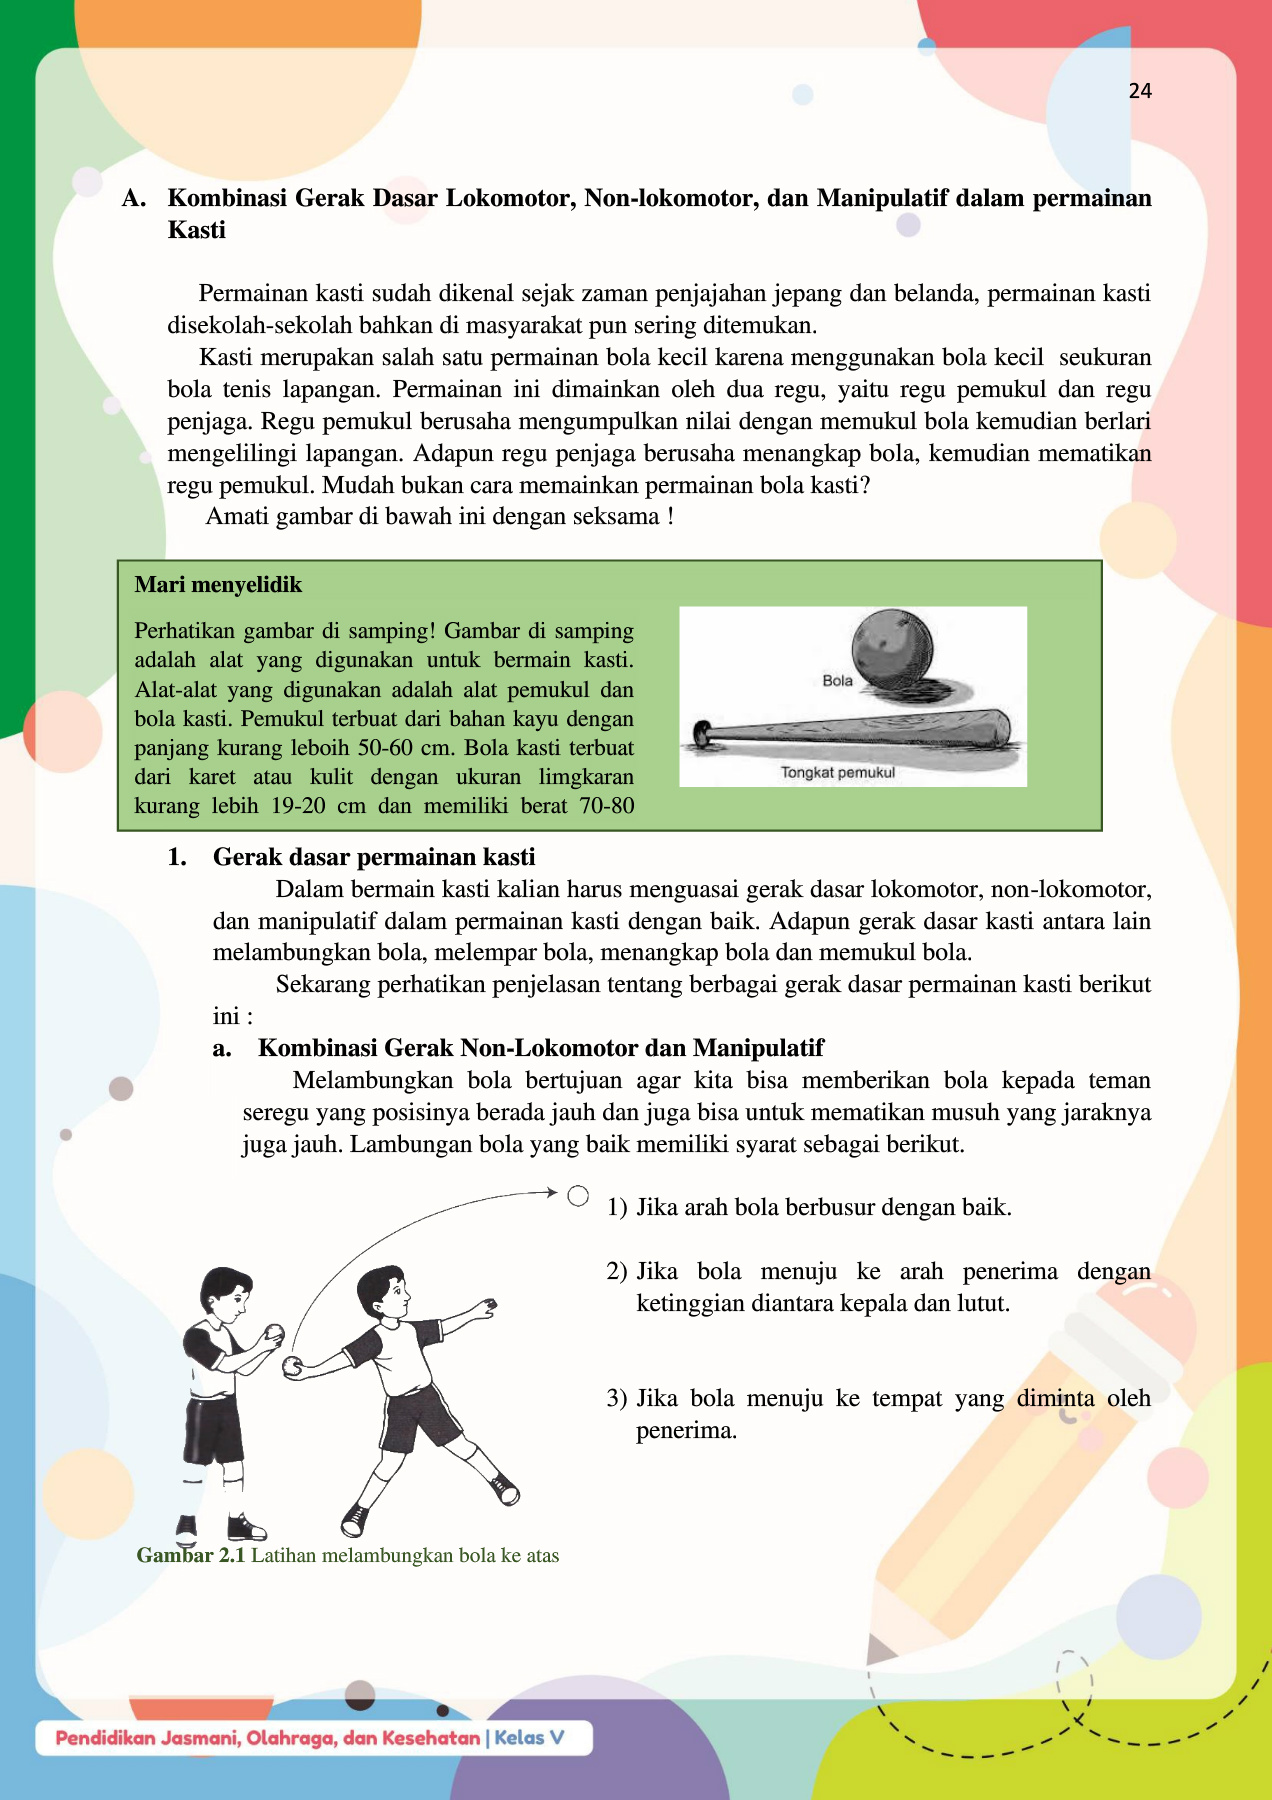 24
A. Kombinasi Gerak Dasar Lokomotor, Non-lokomotor, dan Manipulatif dalam permainan
Kasti
Permainan kasti sudah dikenal sejak zaman penjajahan jepang dan belanda, permainan kasti
disekolah-sekolah bahkan di masyarakat pun sering ditemukan.
Kasti merupakan salah satu permainan bola kecil karena menggunakan bola kecil seukuran
bola tenis lapangan. Permainan ini dimainkan oleh dua regu, yaitu regu pemukul dan regu
penjaga. Regu pemukul berusaha mengumpulkan nilai dengan memukul bola kemudian berlari
mengelilingi lapangan. Adapun regu penjaga berusaha menangkap bola, kemudian mematikan
regu pemukul. Mudah bukan cara memainkan permainan bola kasti?
Amati gambar di bawah ini dengan seksama !
Mari menyelidik
Perhatikan gambar di samping! Gambar di samping
adalah alat yang digunakan untuk bermain kasti.
Alat-alat yang digunakan adalah alat pemukul dan
bola kasti. Pemukul terbuat dari bahan kayu dengan
panjang kurang leboih 50-60 cm. Bola kasti terbuat
dari karet atau kulit dengan ukuran limgkaran
kurang lebih 19-20 cm dan memiliki berat 70-80
Bola
Tongkat pemukul
1. Gerak dasar permainan kasti
Dalam bermain kasti kalian harus menguasai gerak dasar lokomotor, non-lokomotor,
dan manipulatif dalam permainan kasti dengan baik. Adapun gerak dasar kasti antara lain
melambungkan bola, melempar bola, menangkap bola dan memukul bola.
Sekarang perhatikan penjelasan tentang berbagai gerak dasar permainan kasti berikut
ini :
a. Kombinasi Gerak Non-Lokomotor dan Manipulatif
Melambungkan bola bertujuan agar kita bisa memberikan bola kepada teman
seregu yang posisinya berada jauh dan juga bisa untuk mematikan musuh yang jaraknya
juga jauh. Lambungan bola yang baik memiliki syarat sebagai berikut.
1) Jika arah bola berbusur dengan baik.
2) Jika bola menuju ke arah penerima dengan
ketinggian diantara kepala dan lutut.
3) Jika bola menuju ke tempat yang diminta oleh
penerima.
Gambar 2.1 Latihan melambungkan bola ke atas
Pendidikan Jasmani, Olahraga, dan Kesehatan | Kelas V